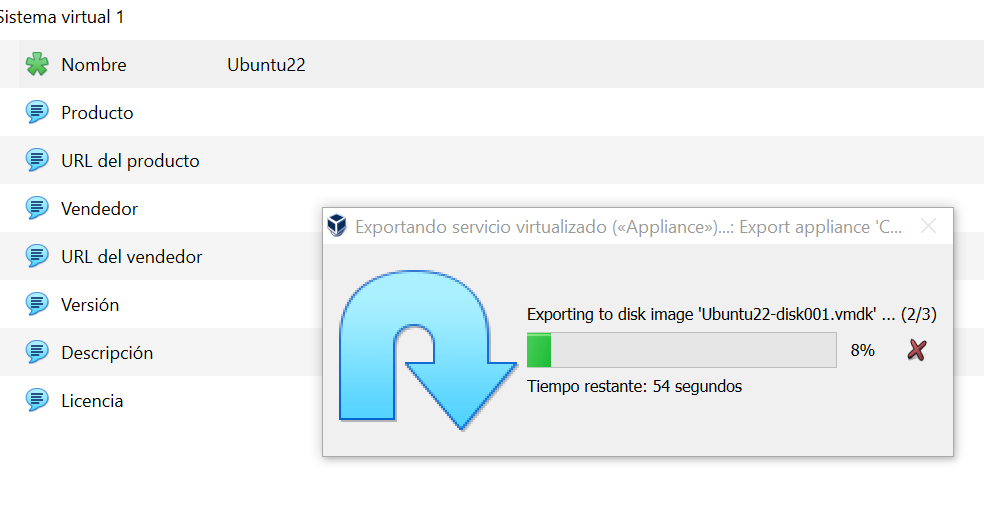 Sistema virtual 1
Nombre Ubuntu22
Producto
URL del producto
Vendedor
URL del vendedor
Versión
Descripción
Licencia
Exportando servicio virtualizado («Appliance»)...: Export appliance 'C...
Exporting to disk image 'Ubuntu22-disk001.vmdk' ... (2/3)
8%
Tiempo restante: 54 segundos